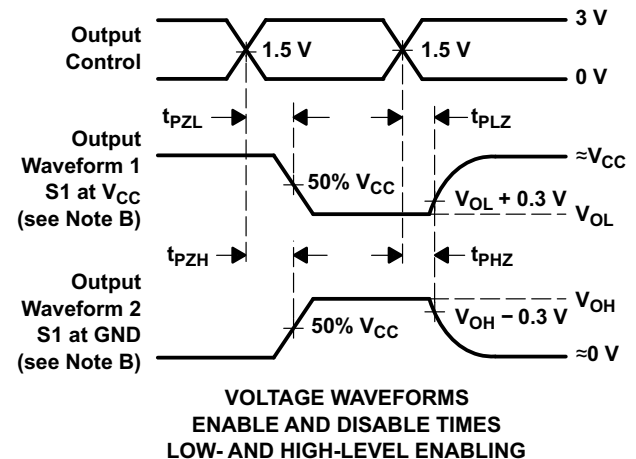 3 V
Output
Control
1.5 V
1.5 V
0 V
tPZL
tPLZ
Output
Waveform 1
S1 at VCC
(see Note B)
≈VCC
50% VCC
VOL + 0.3 V
VOL
tPZH
tPHZ
Output
Waveform 2
S1 at GND
(see Note B)
VOH
VOH − 0.3 V
50% VCC
≈0 V
VOLTAGE WAVEFORMS
ENABLE AND DISABLE TIMES
LOW- AND HIGH-LEVEL ENABLING